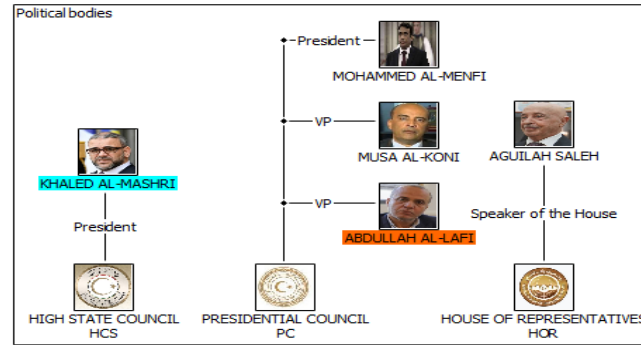 Political bodies
President
MOHAMMED AL-MENFI
VP
MUSA AL-KONI
AGUILAH SALEH
KHALED AL-MASHRI
VP
ABDULLAH AL-LAFI
President
Speaker of the House
HIGH STATE COUNCIL
HCS
PRESIDENTIAL COUNCIL
PC
HOUSE OF REPRESENTATIVES
HOR